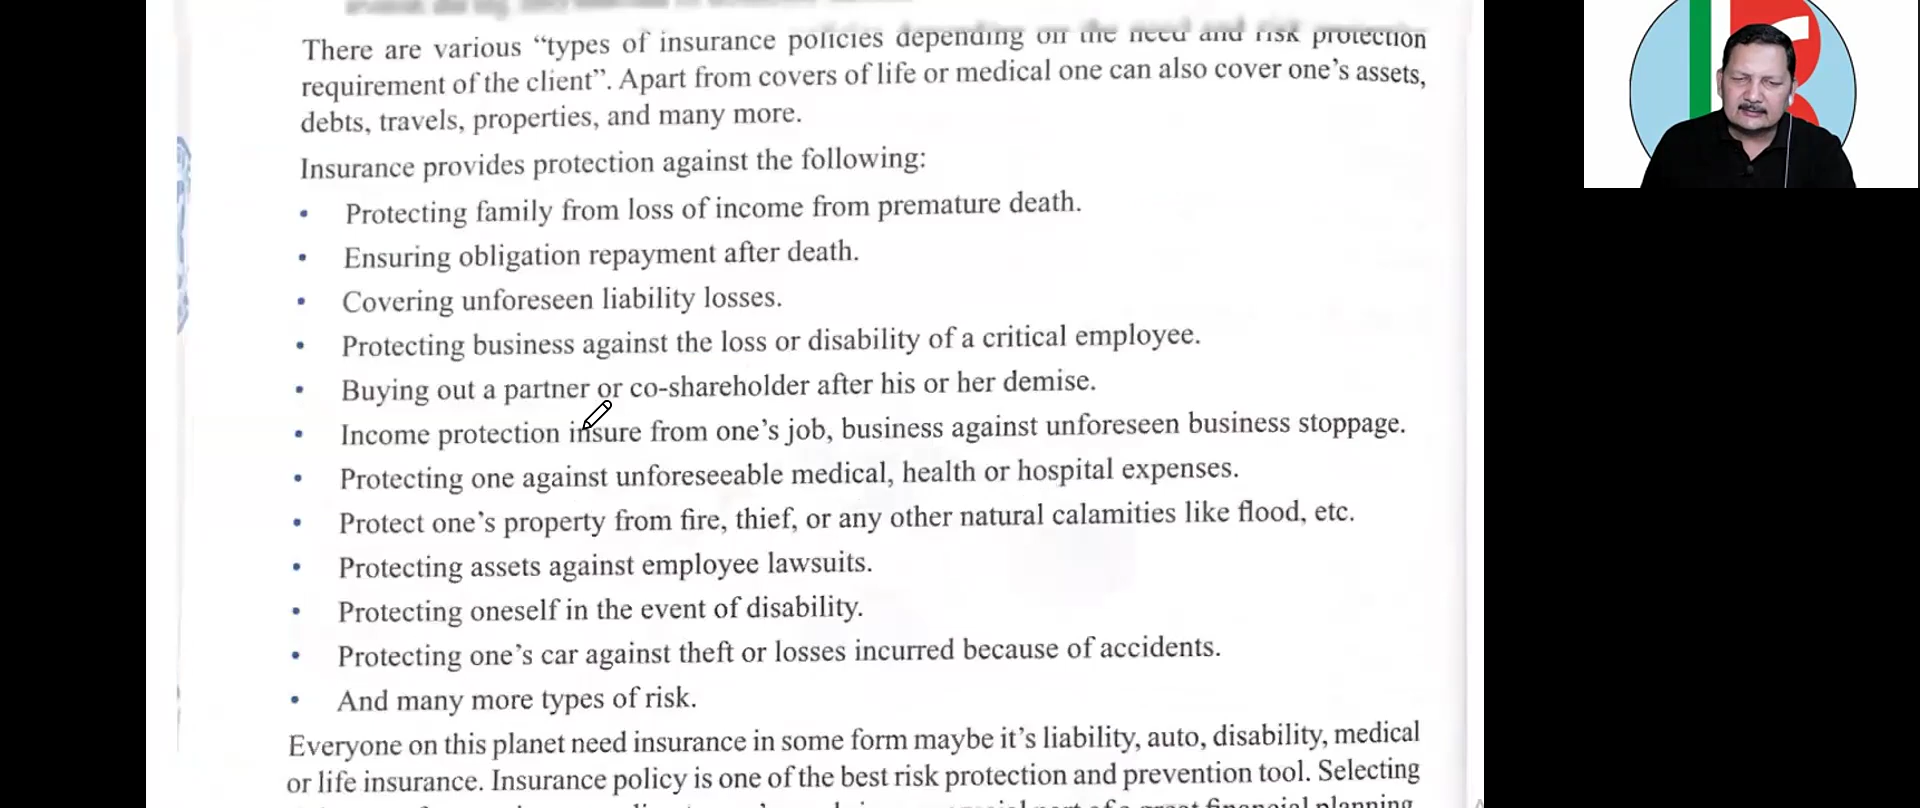 There are various “types of insurance policies depending on the need and risk protection
requirement of the client”. Apart from covers of life or medical one can also cover one’s assets,
debts, travels, properties, and many more.
Insurance provides protection against the following:
• Protecting family from loss of income from premature death.
• Ensuring obligation repayment after death.
• Covering unforeseen liability losses.
• Protecting business against the loss or disability of a critical employee.
• Buying out a partner or co-shareholder after his or her demise.
• Income protection insure from one’s job, business against unforeseen business stoppage.
• Protecting one against unforeseeable medical, health or hospital expenses.
• Protect one’s property from fire, thief, or any other natural calamities like flood, etc.
• Protecting assets against employee lawsuits.
• Protecting oneself in the event of disability.
• Protecting one’s car against theft or losses incurred because of accidents.
• And many more types of risk.
Everyone on this planet need insurance in some form maybe it’s liability, auto, disability, medical
or life insurance. Insurance policy is one of the best risk protection and prevention tool. Selecting
financial planning